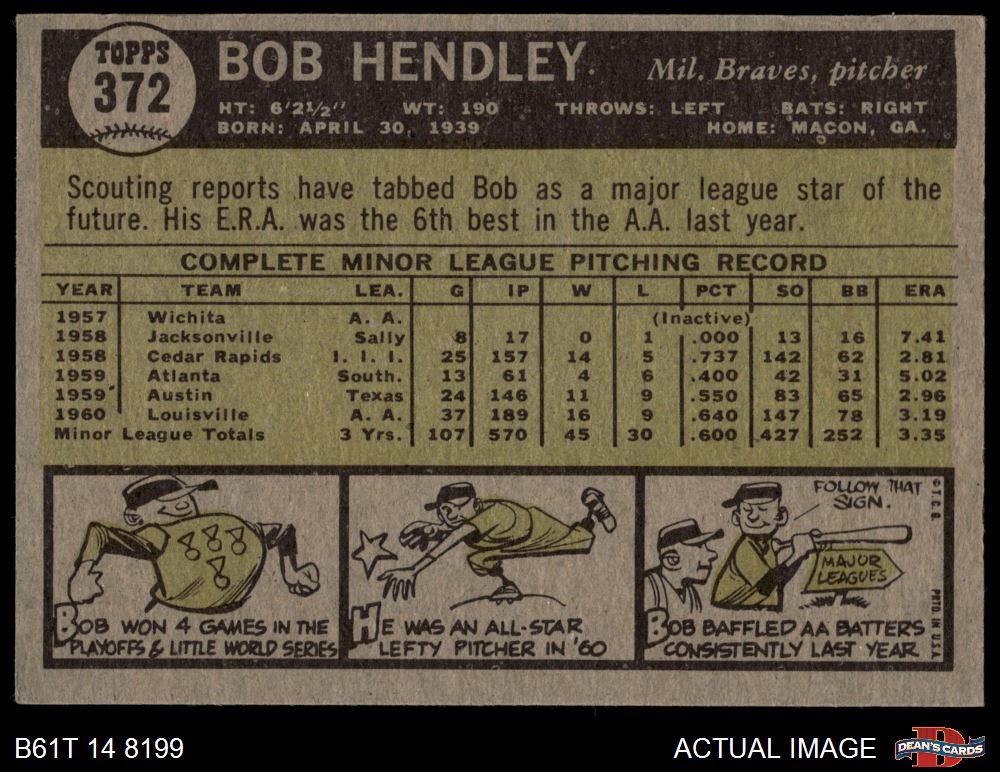 TOPPS
372
BOB HENDLEY
Mil. Braves, pitcher
HT: 6'2½" WT: 190 THROWS: LEFT BATS: RIGHT
BORN: APRIL 30, 1939 HOME: MACON, GA.
Scouting reports have tabbed Bob as a major league star of the
future. His E.R.A. was the 6th best in the A.A. last year.
COMPLETE MINOR LEAGUE PITCHING RECORD
YEAR TEAM LEA. G IP W L PCT SO BB ERA
1957 Wichita A. A. (Inactive)
1958 Jacksonville Sally 8 17 0 1 .000 13 16 7.41
1958 Cedar Rapids I. I. I. 25 157 14 5 .737 142 62 2.81
1959 Atlanta South. 13 61 4 6 .400 42 31 5.02
1959 Austin Texas 24 146 11 9 .550 83 65 2.96
1960 Louisville A. A. 37 189 16 9 .640 147 78 3.19
Minor League Totals 3 Yrs. 107 570 45 30 .600 427 252 3.35
BOB WON 4 GAMES IN THE
PLAYOFFS & LITTLE WORLD SERIES
HE WAS AN ALL-STAR
LEFTY PITCHER IN '60
FOLLOW THAT
SIGN.
MAJOR
LEAGUES
BOB BAFFLED AA BATTERS
CONSISTENTLY LAST YEAR
© T. C. G.
PRTD. IN U.S.A.
B61T 14 8199
ACTUAL IMAGE
D
DEAN'S CARDS